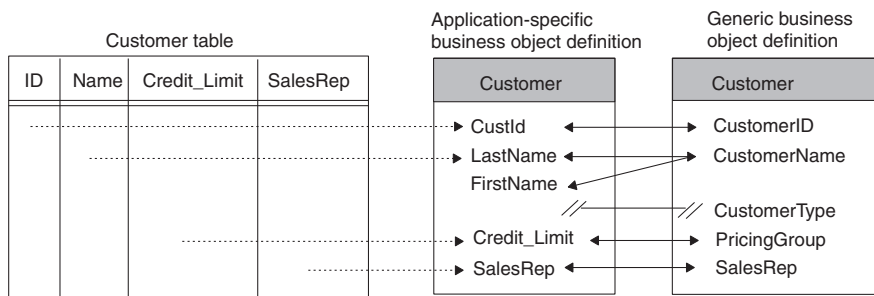 Customer table
ID Name Credit_Limit SalesRep
Application-specific
business object definition
Customer
CustId
LastName
FirstName
Credit_Limit
SalesRep
Generic business
object definition
Customer
CustomerID
CustomerName
CustomerType
PricingGroup
SalesRep